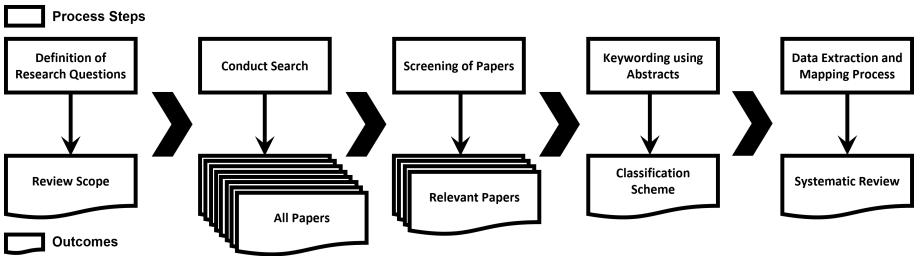 Process Steps
Definition of
Research Questions
Conduct Search
Screening of Papers
Keywording using
Abstracts
Data Extraction and
Mapping Process
Review Scope
All Papers
Relevant Papers
Classification
Scheme
Systematic Review
Outcomes